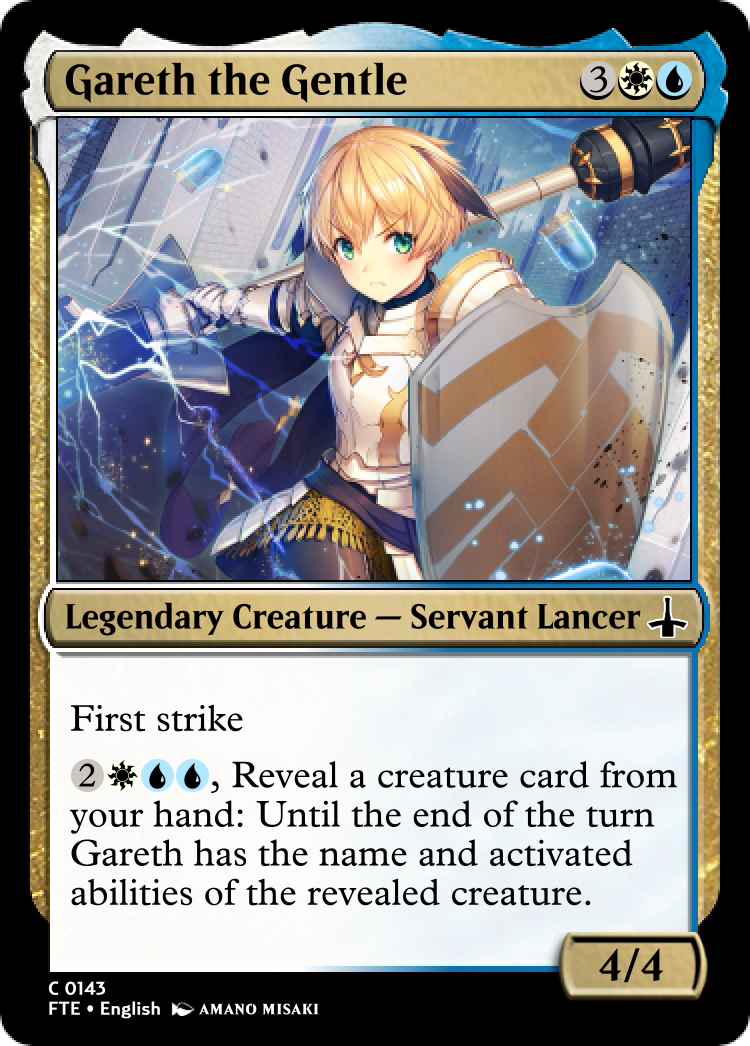 Gareth the Gentle 3
Legendary Creature — Servant Lancer
First strike
2, Reveal a creature card from
your hand: Until the end of the turn
Gareth has the name and activated
abilities of the revealed creature.
4/4
C 0143
FTE • English AMANO MISAKI